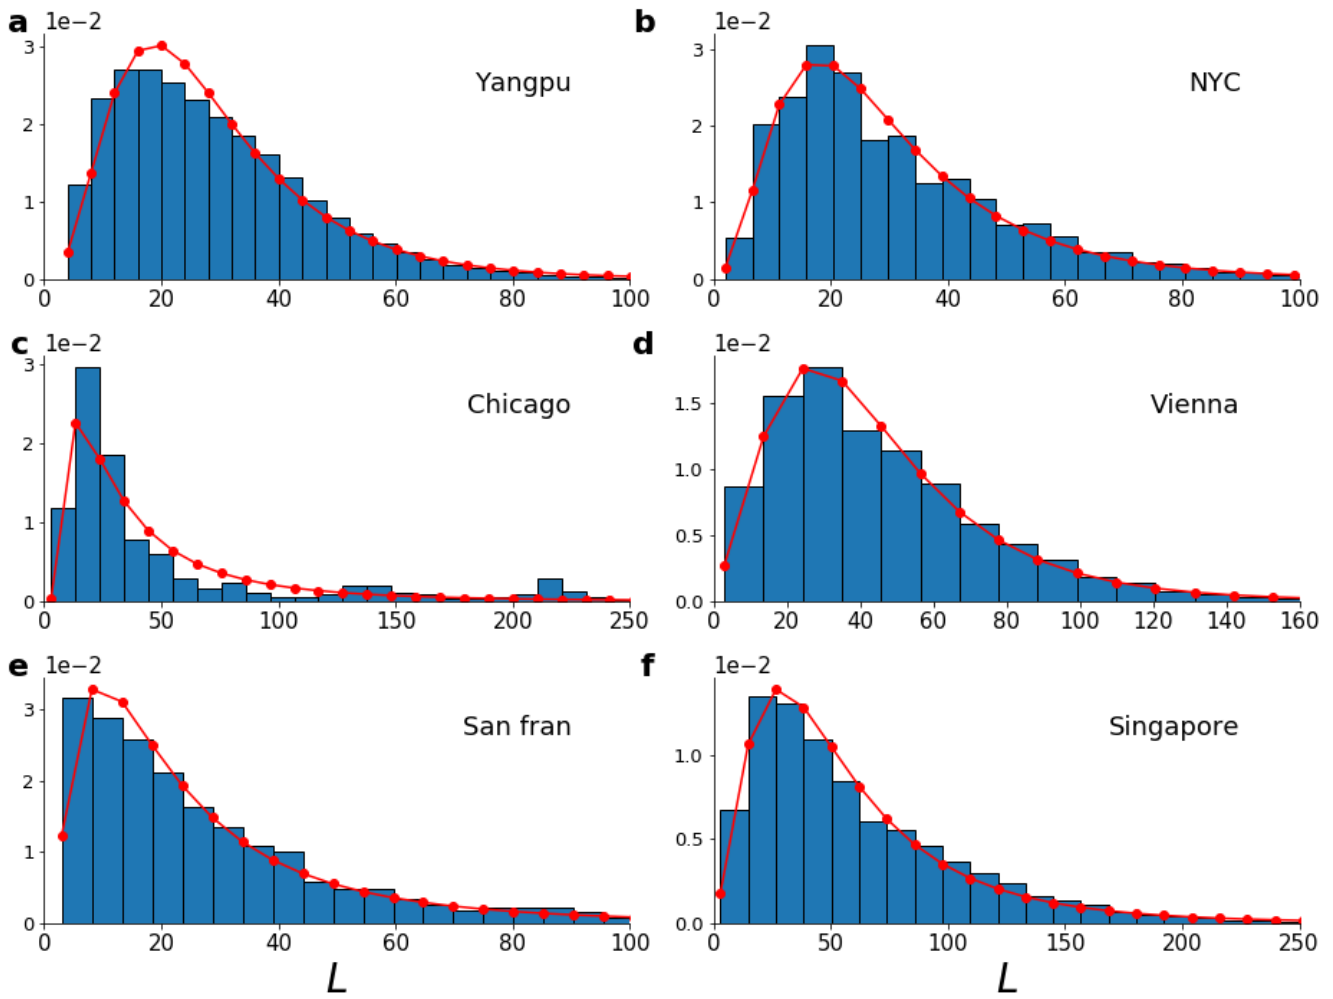 a 1e−2
Yangpu
3
2
1
0
0 20 40 60 80 100
b 1e−2
NYC
3
2
1
0
0 20 40 60 80 100
c 1e−2
Chicago
3
2
1
0
0 50 100 150 200 250
d 1e−2
Vienna
1.5
1.0
0.5
0.0
0 20 40 60 80 100 120 140 160
e 1e−2
San fran
3
2
1
0
0 20 40 60 80 100
L
f 1e−2
Singapore
1.0
0.5
0.0
0 50 100 150 200 250
L